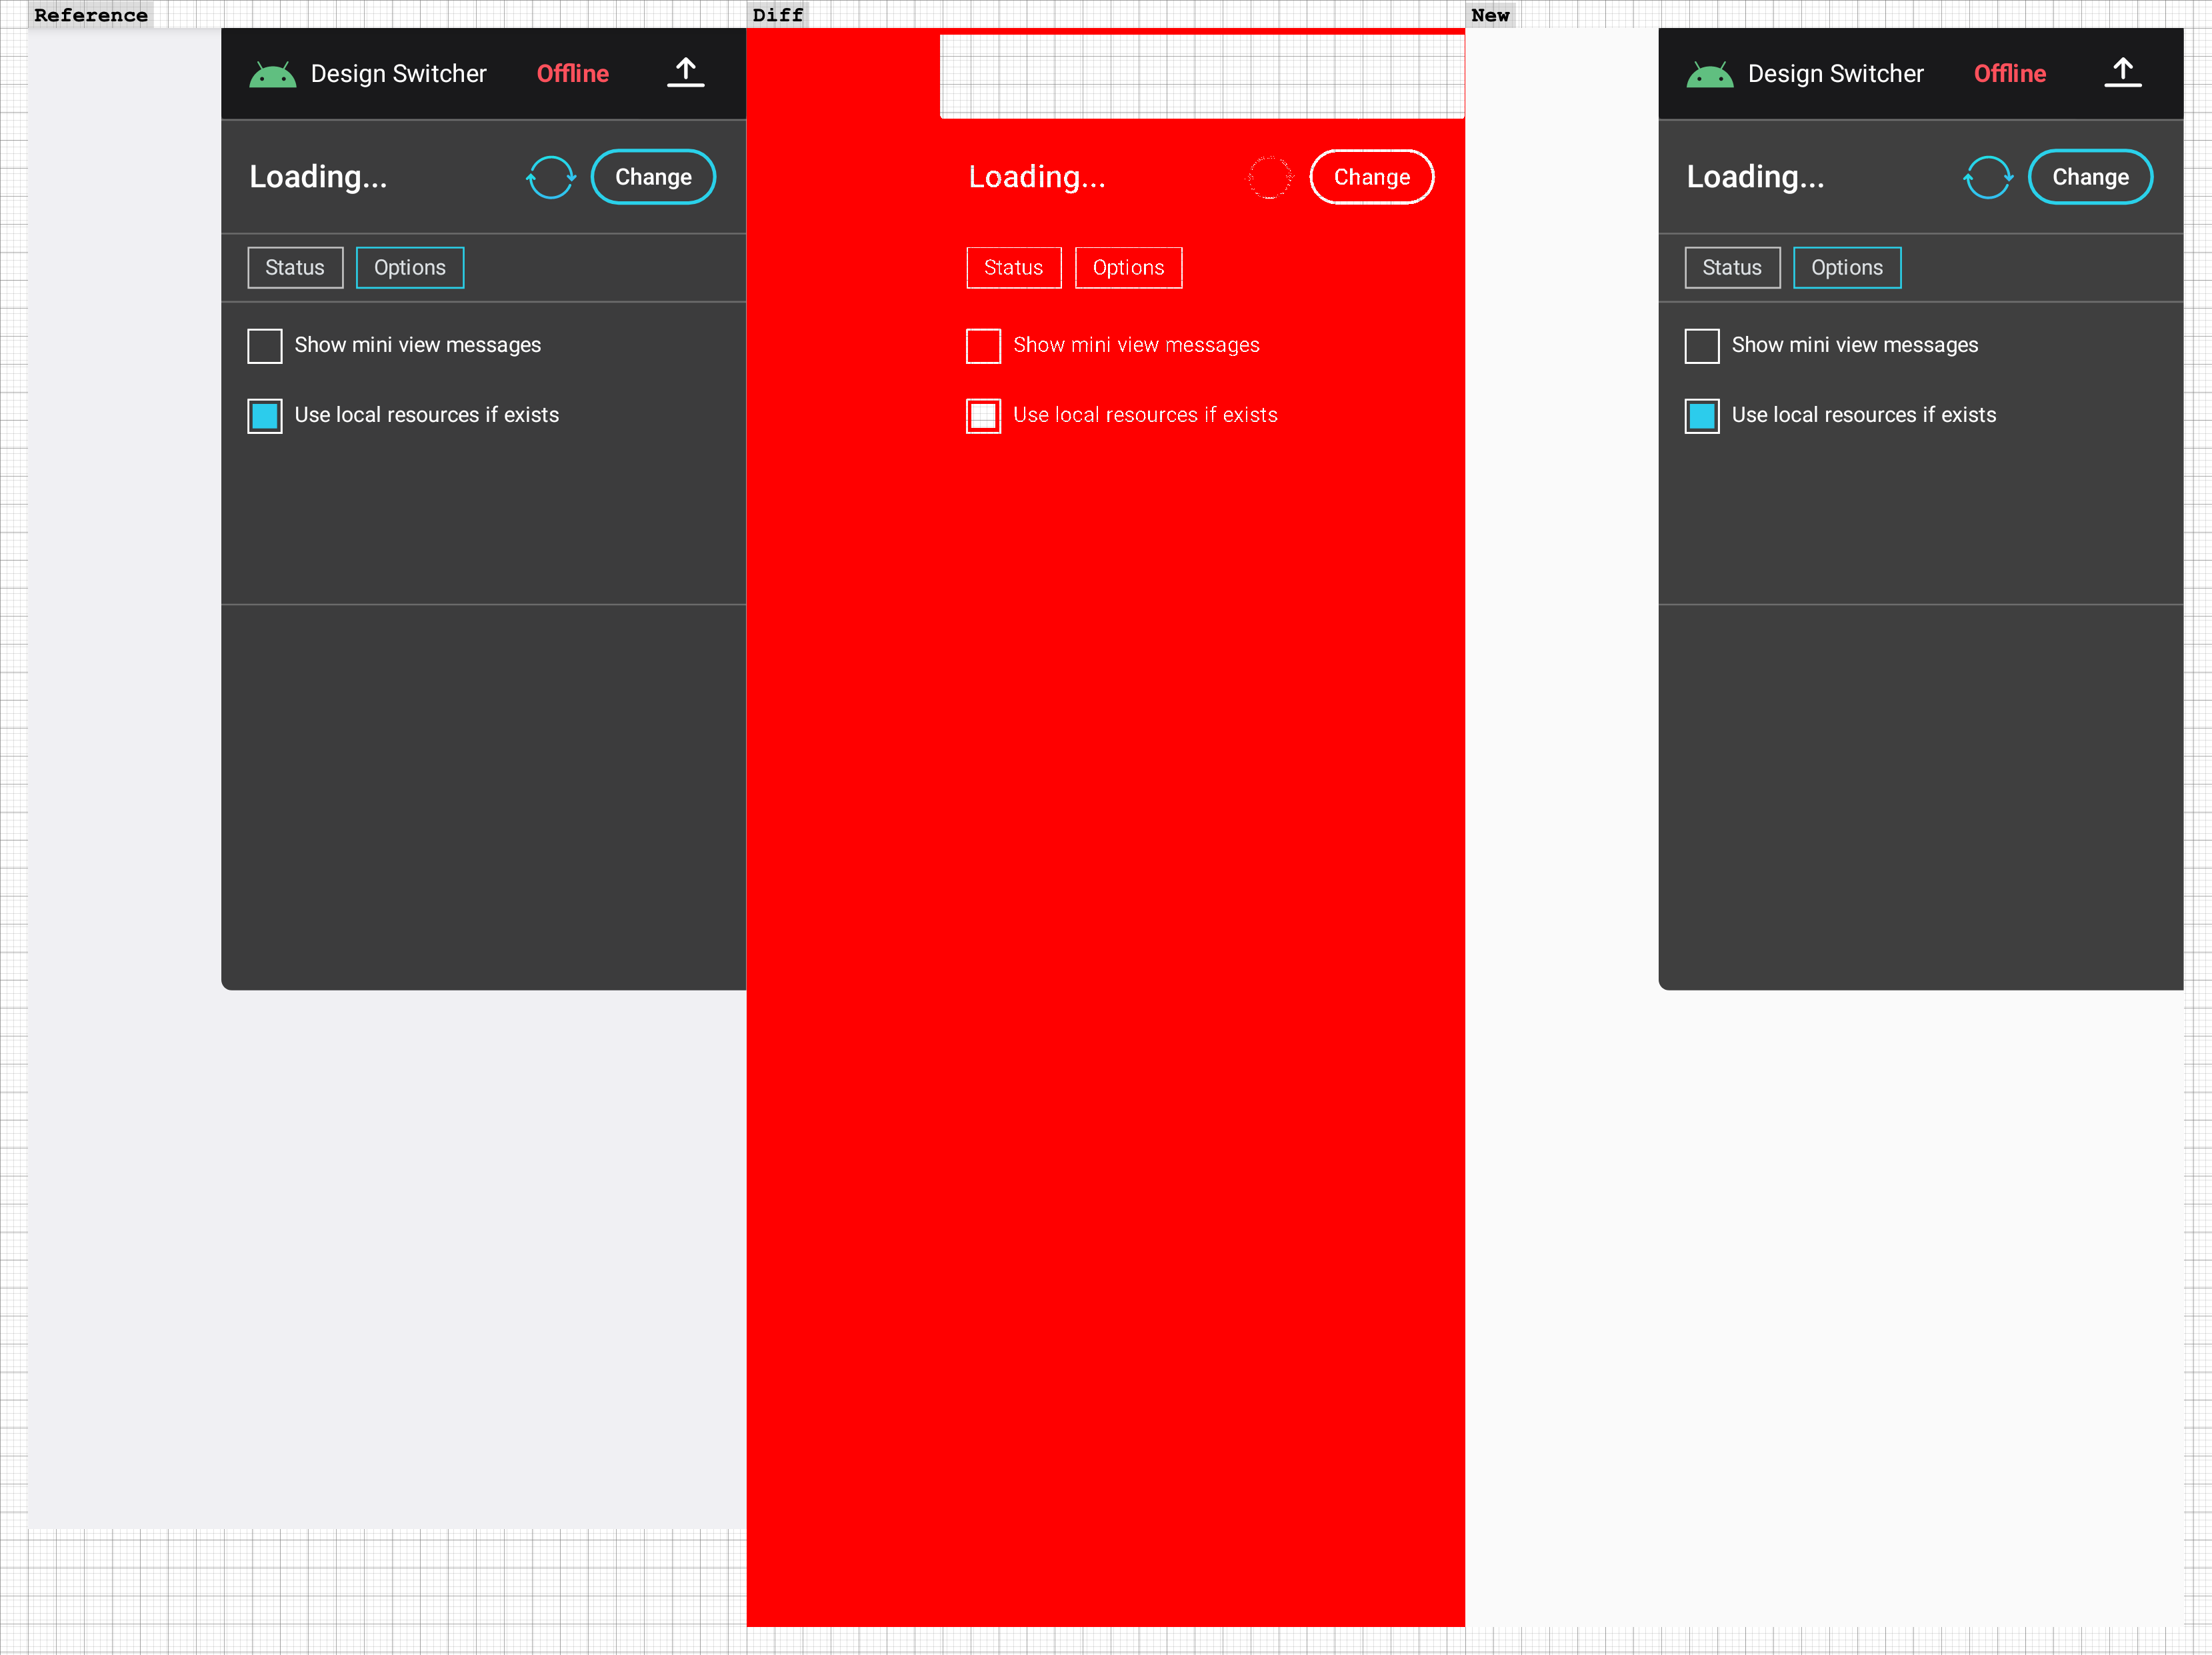 Reference
Design Switcher Offline
Loading...
Change
Status Options
Show mini view messages
Use local resources if exists
Diff
Loading...
Change
Status Options
Show mini view messages
Use local resources if exists
New
Design Switcher Offline
Loading...
Change
Status Options
Show mini view messages
Use local resources if exists